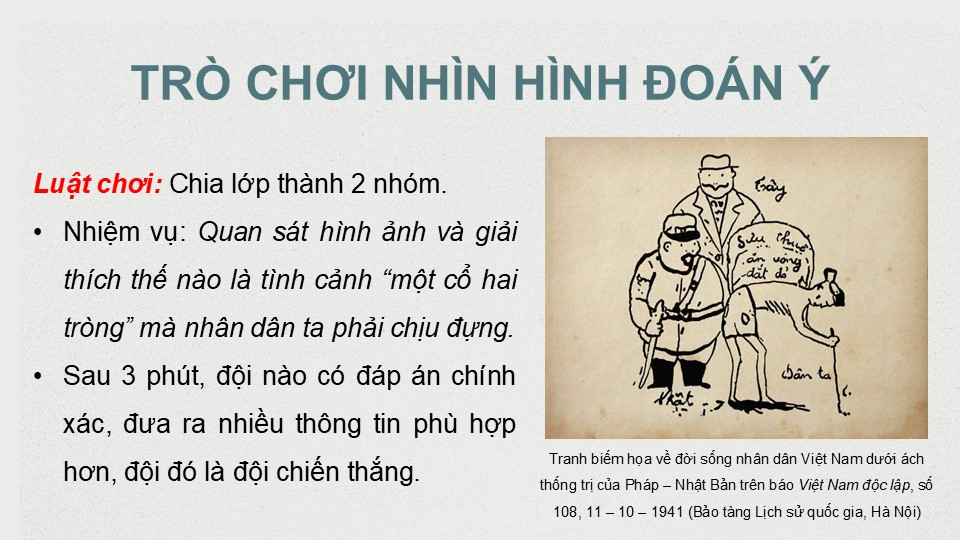 TRÒ CHƠI NHÌN HÌNH ĐOÁN Ý
Luật chơi: Chia lớp thành 2 nhóm.
• Nhiệm vụ: Quan sát hình ảnh và giải
thích thế nào là tình cảnh “một cổ hai
tròng” mà nhân dân ta phải chịu đựng.
• Sau 3 phút, đội nào có đáp án chính
xác, đưa ra nhiều thông tin phù hợp
hơn, đội đó là đội chiến thắng.
Tây
Sưu thuế
ăn uống
đắt đỏ
Dân ta
Nhật
Tranh biếm họa về đời sống nhân dân Việt Nam dưới ách
thống trị của Pháp – Nhật Bản trên báo Việt Nam độc lập, số
108, 11 – 10 – 1941 (Bảo tàng Lịch sử quốc gia, Hà Nội)